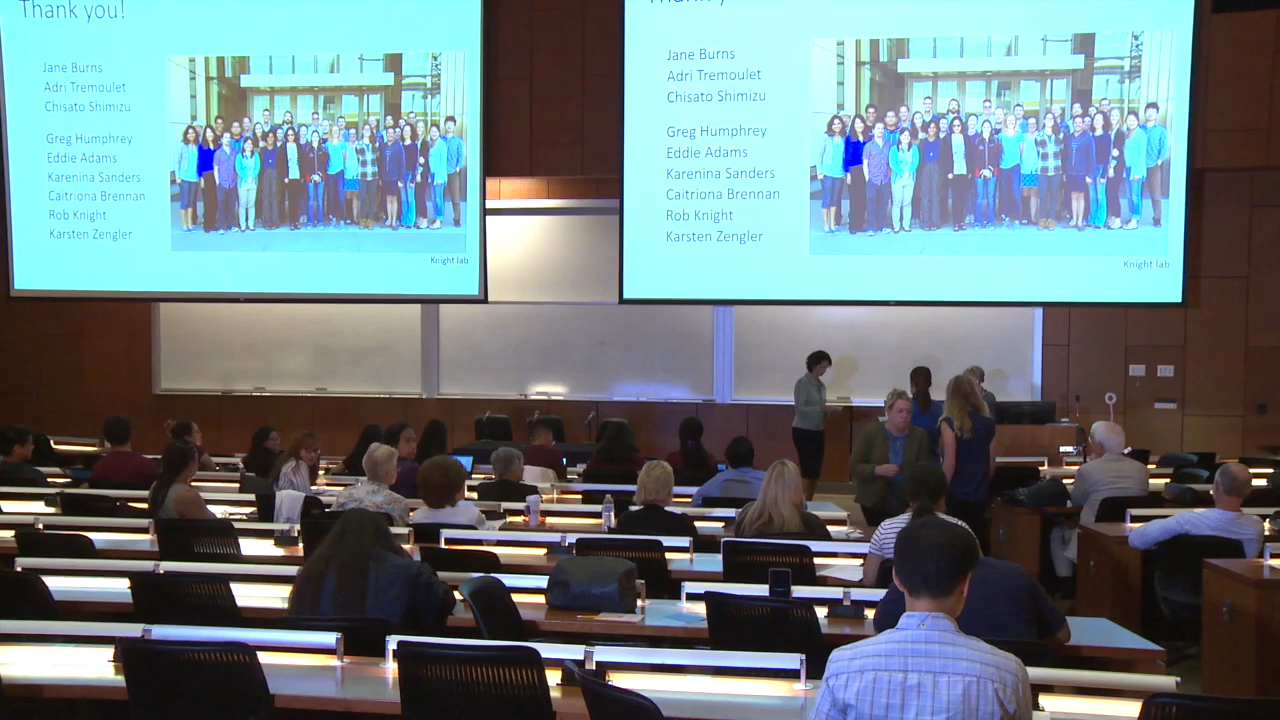 Thank you!
Jane Burns
Adri Tremoulet
Chisato Shimizu
Greg Humphrey
Eddie Adams
Karenina Sanders
Caitriona Brennan
Rob Knight
Karsten Zengler
Knight lab
Thank y
Jane Burns
Adri Tremoulet
Chisato Shimizu
Greg Humphrey
Eddie Adams
Karenina Sanders
Caitriona Brennan
Rob Knight
Karsten Zengler
Knight lab